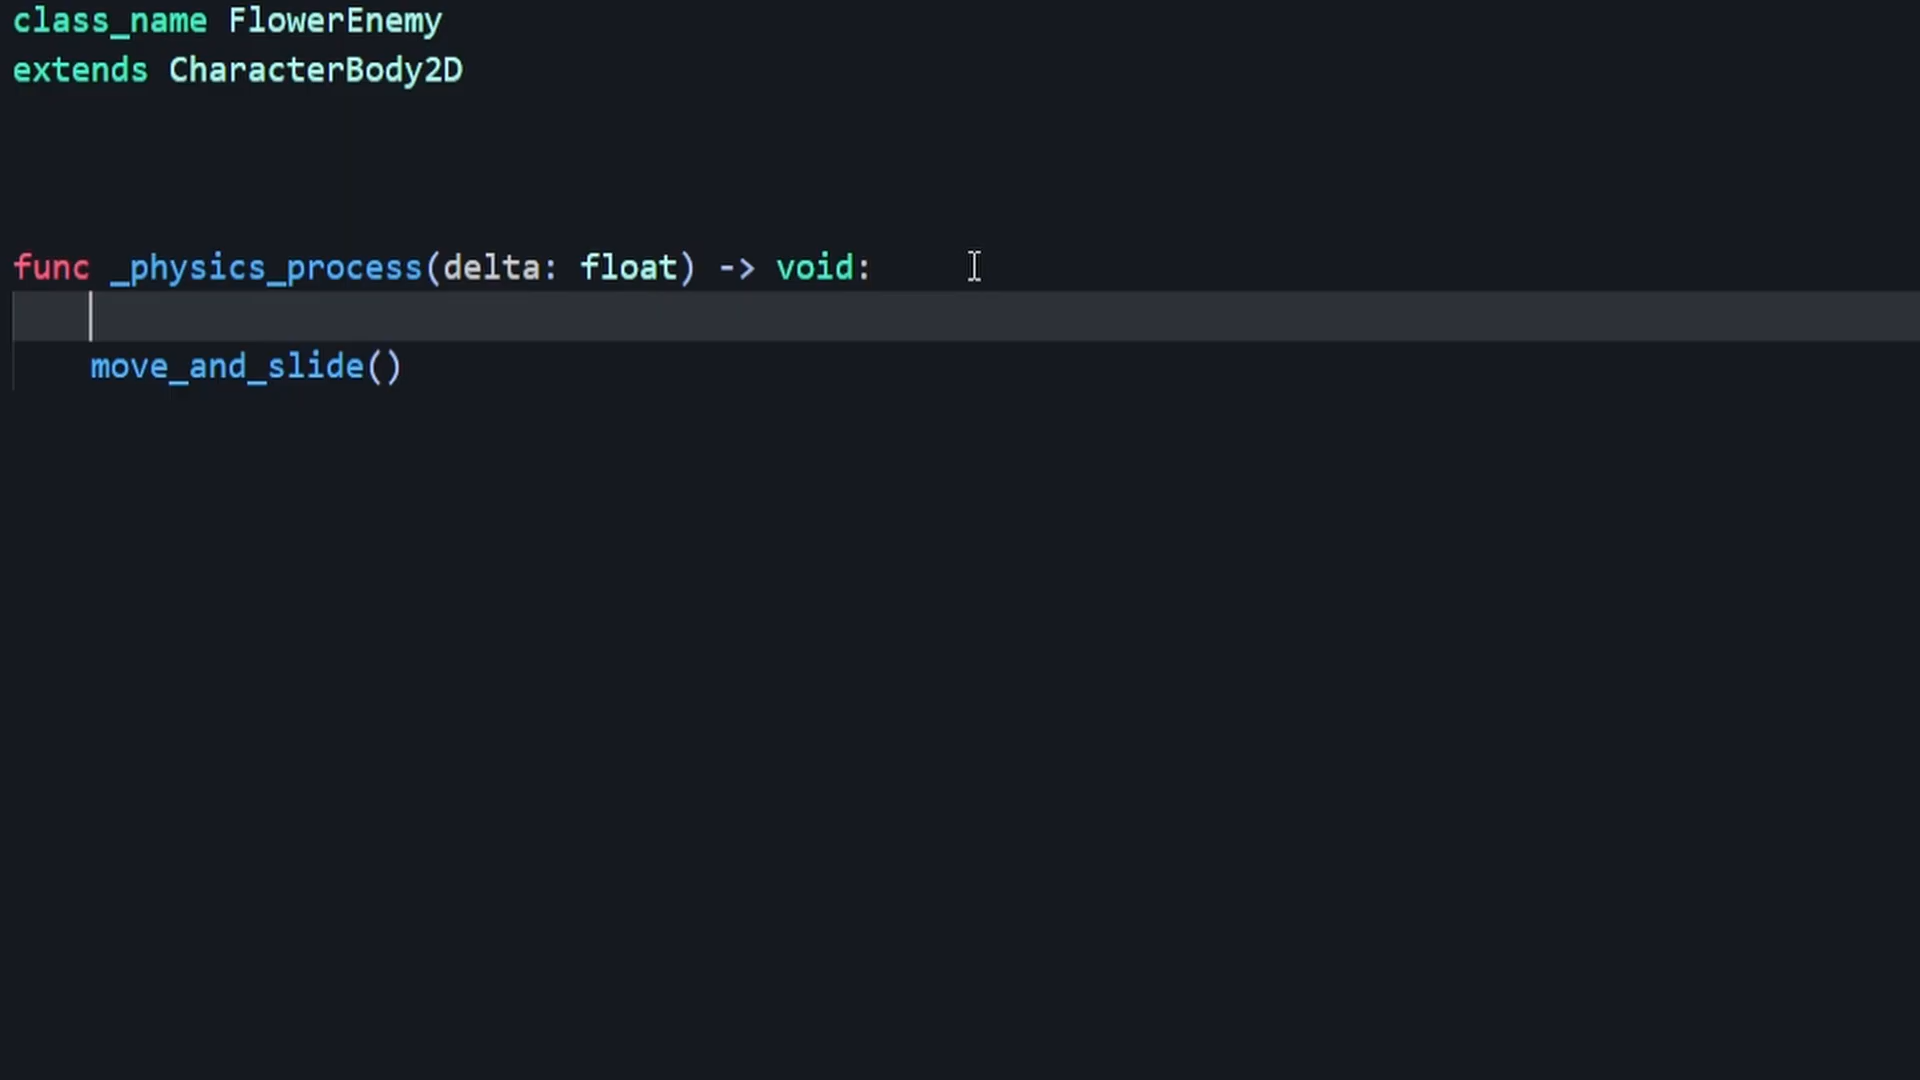 class_name FlowerEnemy
extends CharacterBody2D
func _physics_process(delta: float) -> void:
move_and_slide()